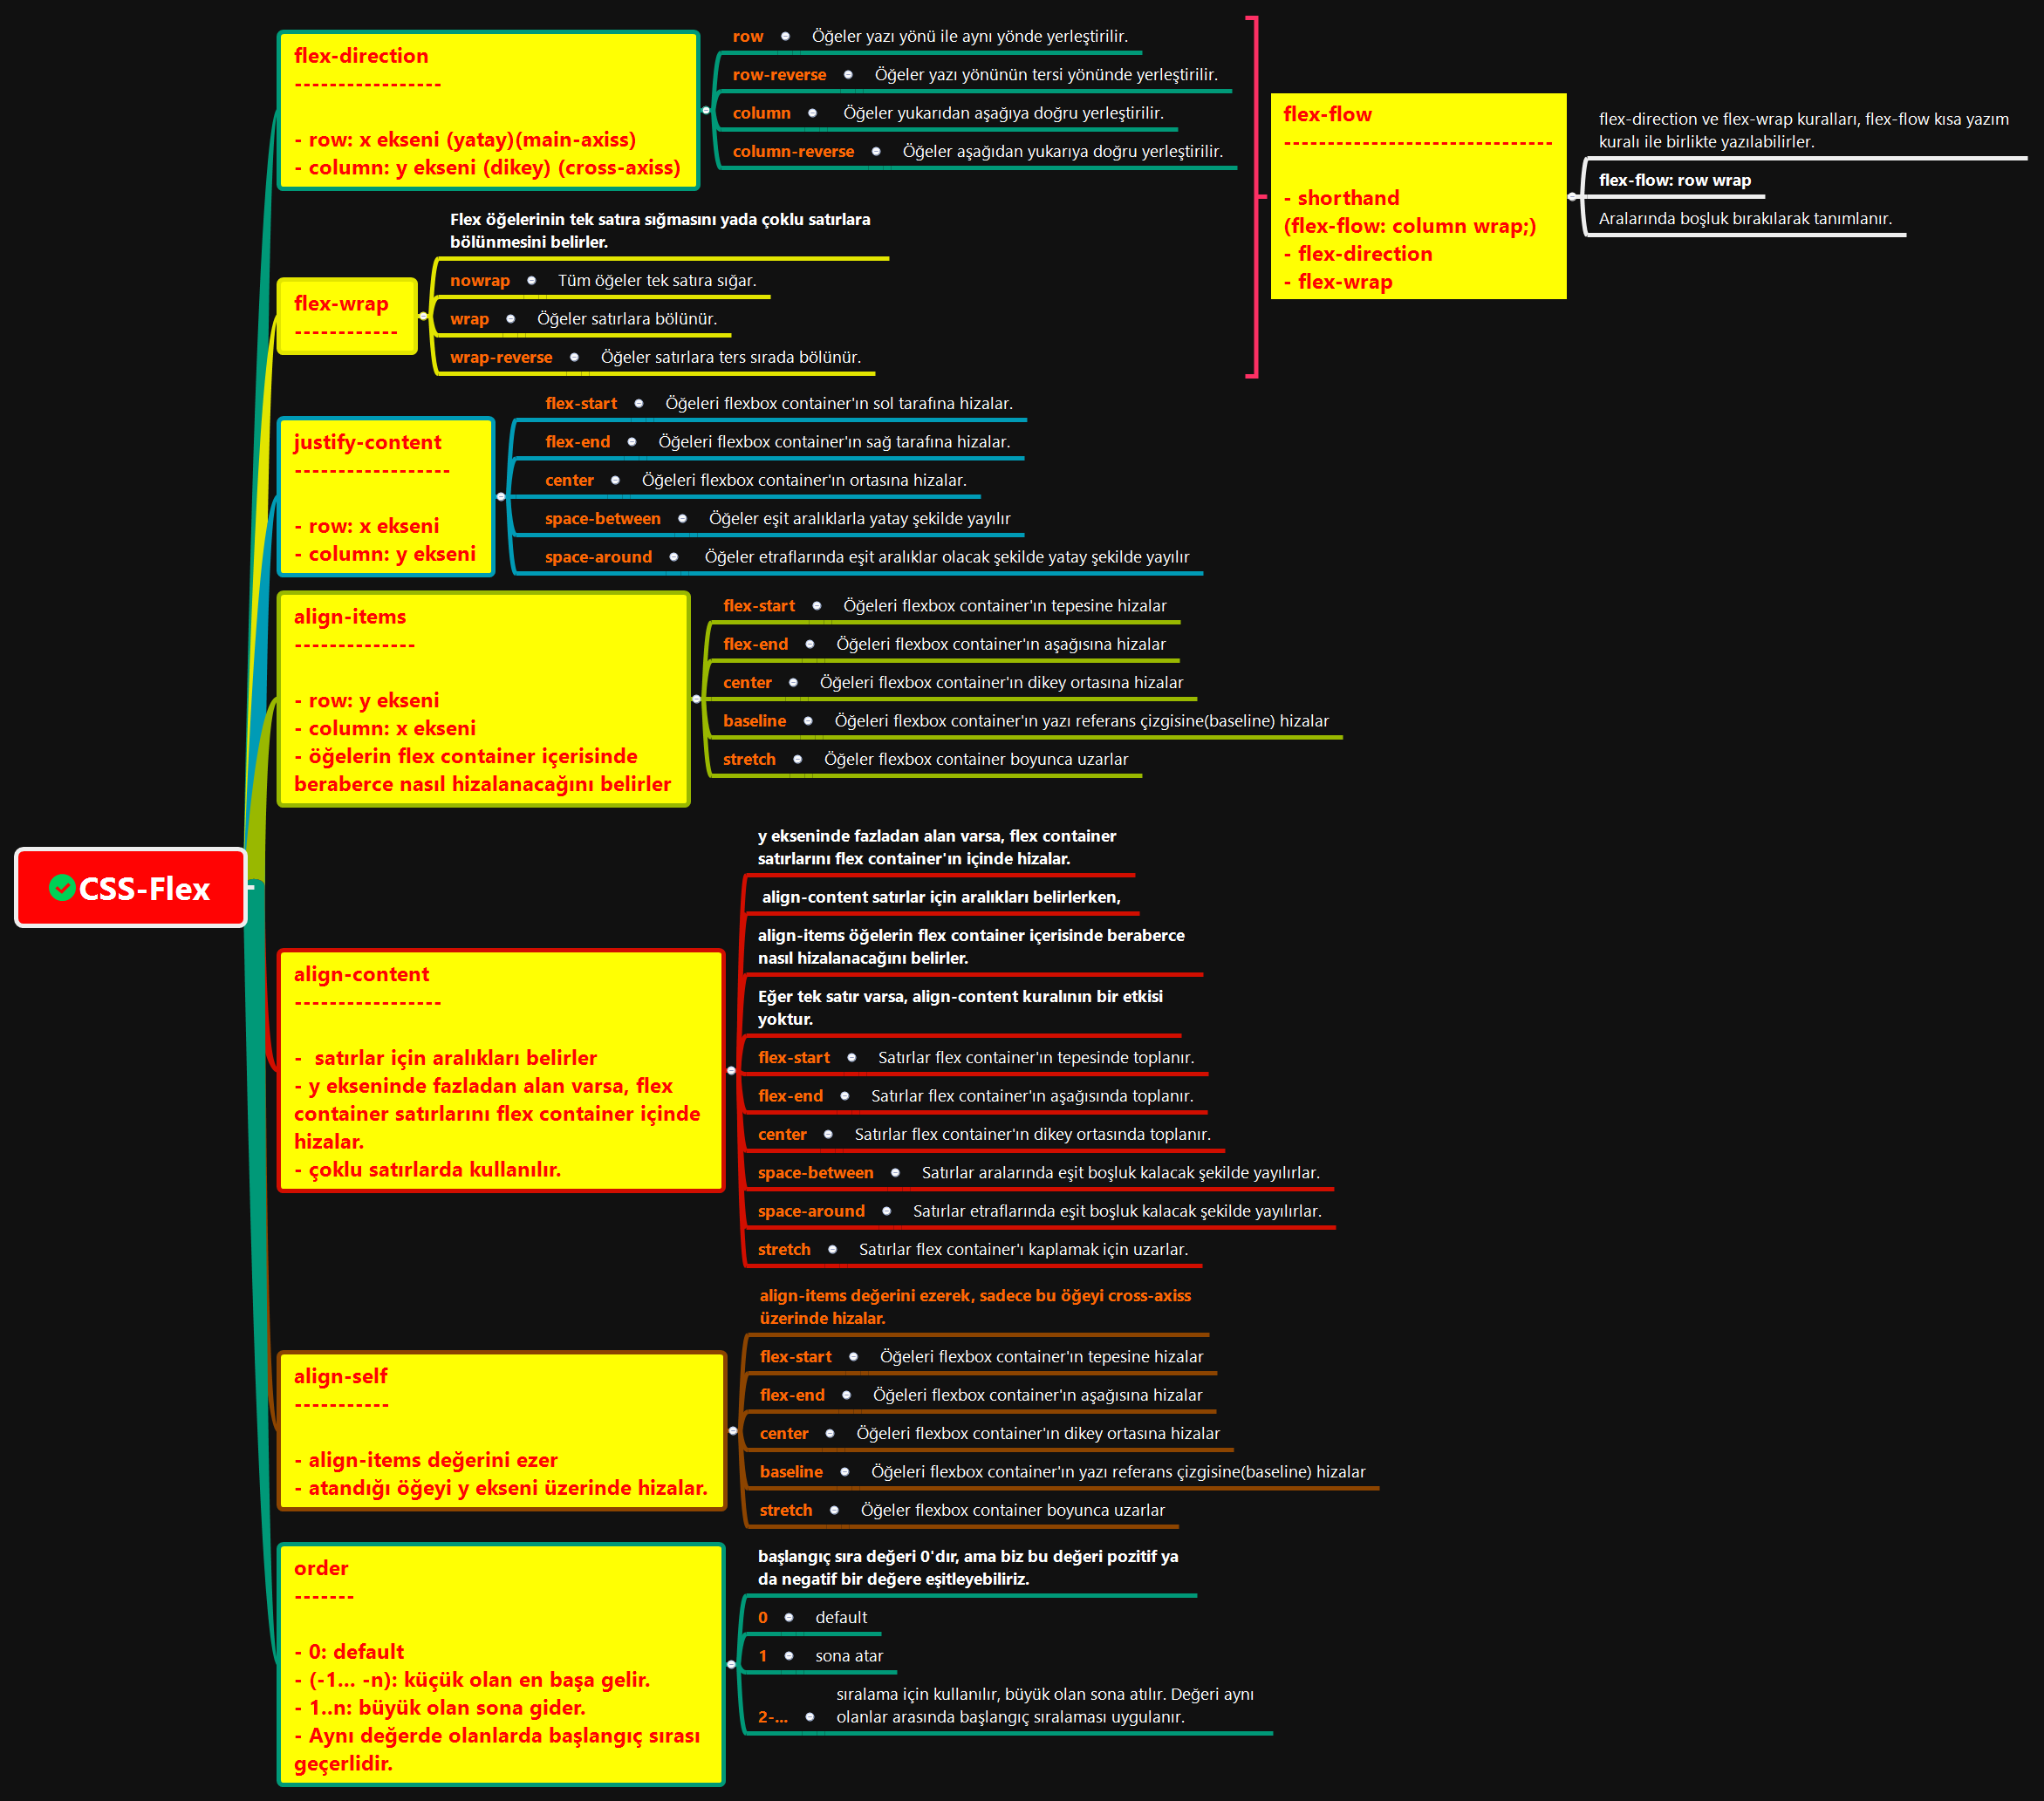 CSS-Flex
flex-direction
-----------------
- row: x ekseni (yatay)(main-axiss)
- column: y ekseni (dikey) (cross-axiss)
row
Öğeler yazı yönü ile aynı yönde yerleştirilir.
row-reverse
Öğeler yazı yönünün tersi yönünde yerleştirilir.
column
Öğeler yukarıdan aşağıya doğru yerleştirilir.
column-reverse
Öğeler aşağıdan yukarıya doğru yerleştirilir.
flex-wrap
------------
Flex öğelerinin tek satıra sığmasını yada çoklu satırlara
bölünmesini belirler.
nowrap
Tüm öğeler tek satıra sığar.
wrap
Öğeler satırlara bölünür.
wrap-reverse
Öğeler satırlara ters sırada bölünür.
flex-flow
-------------------------------
- shorthand
(flex-flow: column wrap;)
- flex-direction
- flex-wrap
flex-direction ve flex-wrap kuralları, flex-flow kısa yazım
kuralı ile birlikte yazılabilirler.
flex-flow: row wrap
Aralarında boşluk bırakılarak tanımlanır.
justify-content
------------------
- row: x ekseni
- column: y ekseni
flex-start
Öğeleri flexbox container'ın sol tarafına hizalar.
flex-end
Öğeleri flexbox container'ın sağ tarafına hizalar.
center
Öğeleri flexbox container'ın ortasına hizalar.
space-between
Öğeler eşit aralıklarla yatay şekilde yayılır
space-around
Öğeler etraflarında eşit aralıklar olacak şekilde yatay şekilde yayılır
align-items
--------------
- row: y ekseni
- column: x ekseni
- öğelerin flex container içerisinde
beraberce nasıl hizalanacağını belirler
flex-start
Öğeleri flexbox container'ın tepesine hizalar
flex-end
Öğeleri flexbox container'ın aşağısına hizalar
center
Öğeleri flexbox container'ın dikey ortasına hizalar
baseline
Öğeleri flexbox container'ın yazı referans çizgisine(baseline) hizalar
stretch
Öğeler flexbox container boyunca uzarlar
align-content
-----------------
- satırlar için aralıkları belirler
- y ekseninde fazladan alan varsa, flex
container satırlarını flex container içinde
hizalar.
- çoklu satırlarda kullanılır.
y ekseninde fazladan alan varsa, flex container
satırlarını flex container'ın içinde hizalar.
align-content satırlar için aralıkları belirlerken,
align-items öğelerin flex container içerisinde beraberce
nasıl hizalanacağını belirler.
Eğer tek satır varsa, align-content kuralının bir etkisi
yoktur.
flex-start
Satırlar flex container'ın tepesinde toplanır.
flex-end
Satırlar flex container'ın aşağısında toplanır.
center
Satırlar flex container'ın dikey ortasında toplanır.
space-between
Satırlar aralarında eşit boşluk kalacak şekilde yayılırlar.
space-around
Satırlar etraflarında eşit boşluk kalacak şekilde yayılırlar.
stretch
Satırlar flex container'ı kaplamak için uzarlar.
align-self
-----------
- align-items değerini ezer
- atandığı öğeyi y ekseni üzerinde hizalar.
align-items değerini ezerek, sadece bu öğeyi cross-axiss
üzerinde hizalar.
flex-start
Öğeleri flexbox container'ın tepesine hizalar
flex-end
Öğeleri flexbox container'ın aşağısına hizalar
center
Öğeleri flexbox container'ın dikey ortasına hizalar
baseline
Öğeleri flexbox container'ın yazı referans çizgisine(baseline) hizalar
stretch
Öğeler flexbox container boyunca uzarlar
order
-------
- 0: default
- (-1... -n): küçük olan en başa gelir.
- 1..n: büyük olan sona gider.
- Aynı değerde olanlarda başlangıç sırası
geçerlidir.
başlangıç sıra değeri 0'dır, ama biz bu değeri pozitif ya
da negatif bir değere eşitleyebiliriz.
0
default
1
sona atar
2-...
sıralama için kullanılır, büyük olan sona atılır. Değeri aynı
olanlar arasında başlangıç sıralaması uygulanır.